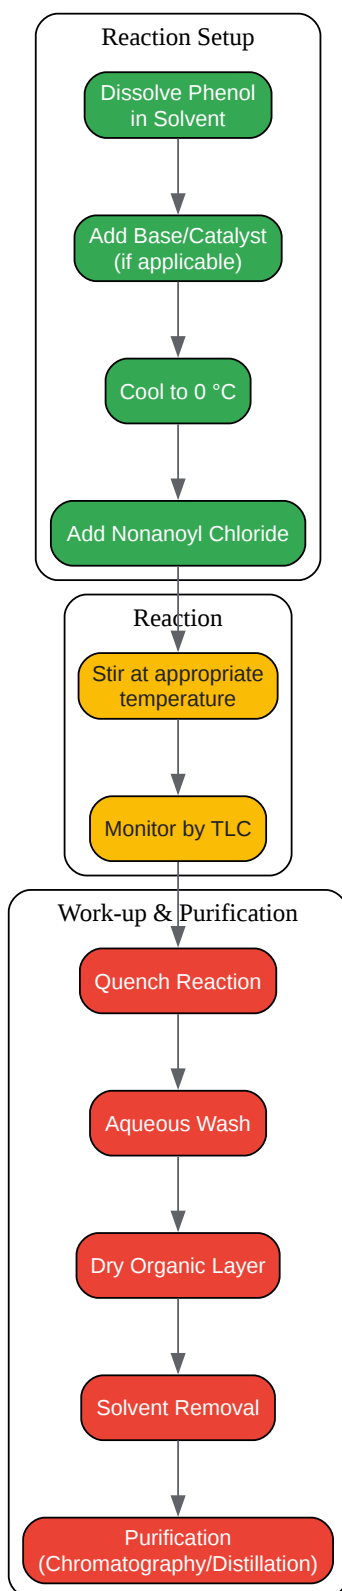 Reaction Setup
Dissolve Phenol
in Solvent
Add Base/Catalyst
(if applicable)
Cool to 0 °C
Add Nonanoyl Chloride
Reaction
Stir at appropriate
temperature
Monitor by TLC
Work-up & Purification
Quench Reaction
Aqueous Wash
Dry Organic Layer
Solvent Removal
Purification
(Chromatography/Distillation)